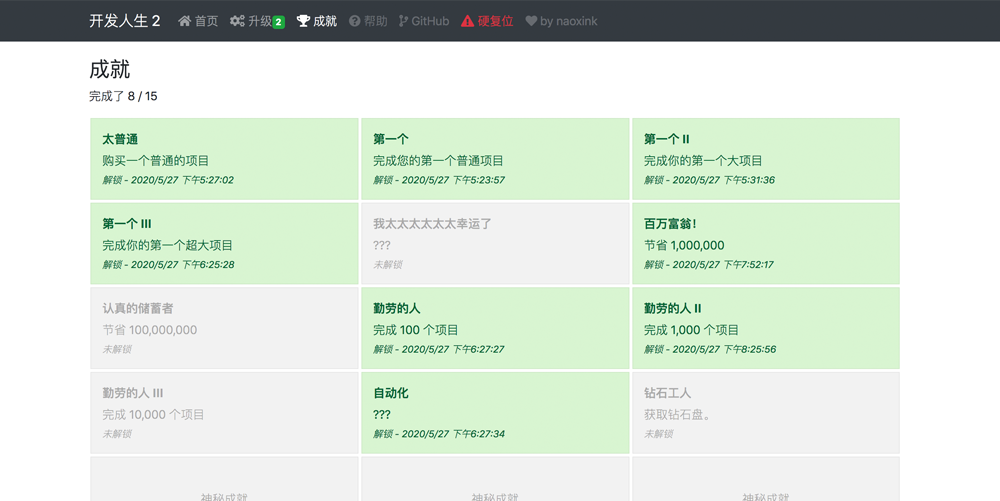 开发人生 2 首页 升级 2 成就 帮助 GitHub 硬复位 by naoxink
成就
完成了 8 / 15
太普通
购买一个普通的项目
解锁 - 2020/5/27 下午5:27:02
第一个
完成您的第一个普通项目
解锁 - 2020/5/27 下午5:23:57
第一个 II
完成你的第一个大项目
解锁 - 2020/5/27 下午5:31:36
第一个 III
完成你的第一个超大项目
解锁 - 2020/5/27 下午6:25:28
我太太太太太太幸运了
???
未解锁
百万富翁!
节省 1,000,000
解锁 - 2020/5/27 下午7:52:17
认真的储蓄者
节省 100,000,000
未解锁
勤劳的人
完成 100 个项目
解锁 - 2020/5/27 下午6:27:27
勤劳的人 II
完成 1,000 个项目
解锁 - 2020/5/27 下午8:25:56
勤劳的人 III
完成 10,000 个项目
未解锁
自动化
???
解锁 - 2020/5/27 下午6:27:34
钻石工人
获取钻石盘。
未解锁
神秘成就
神秘成就
神秘成就